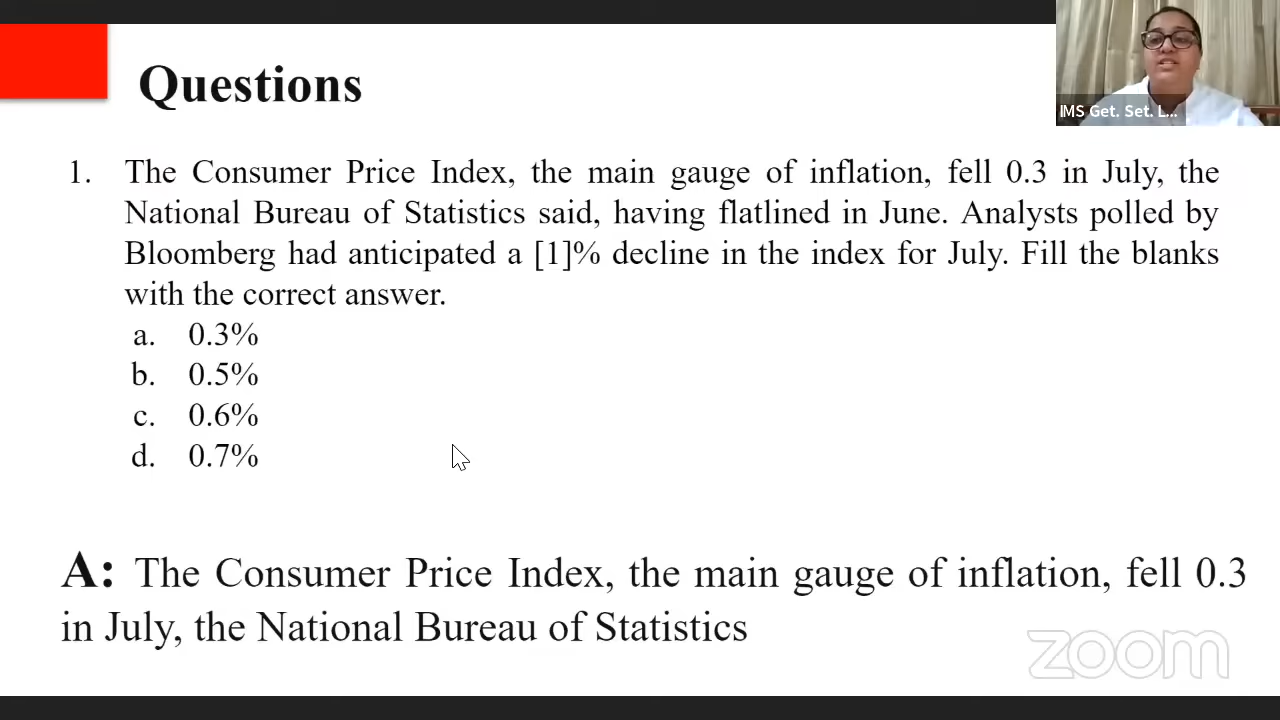 Questions
IMS Get. Set. L...
1. The Consumer Price Index, the main gauge of inflation, fell 0.3 in July, the
National Bureau of Statistics said, having flatlined in June. Analysts polled by
Bloomberg had anticipated a [1]% decline in the index for July. Fill the blanks
with the correct answer.
a. 0.3%
b. 0.5%
c. 0.6%
d. 0.7%
A: The Consumer Price Index, the main gauge of inflation, fell 0.3
in July, the National Bureau of Statistics
zoom